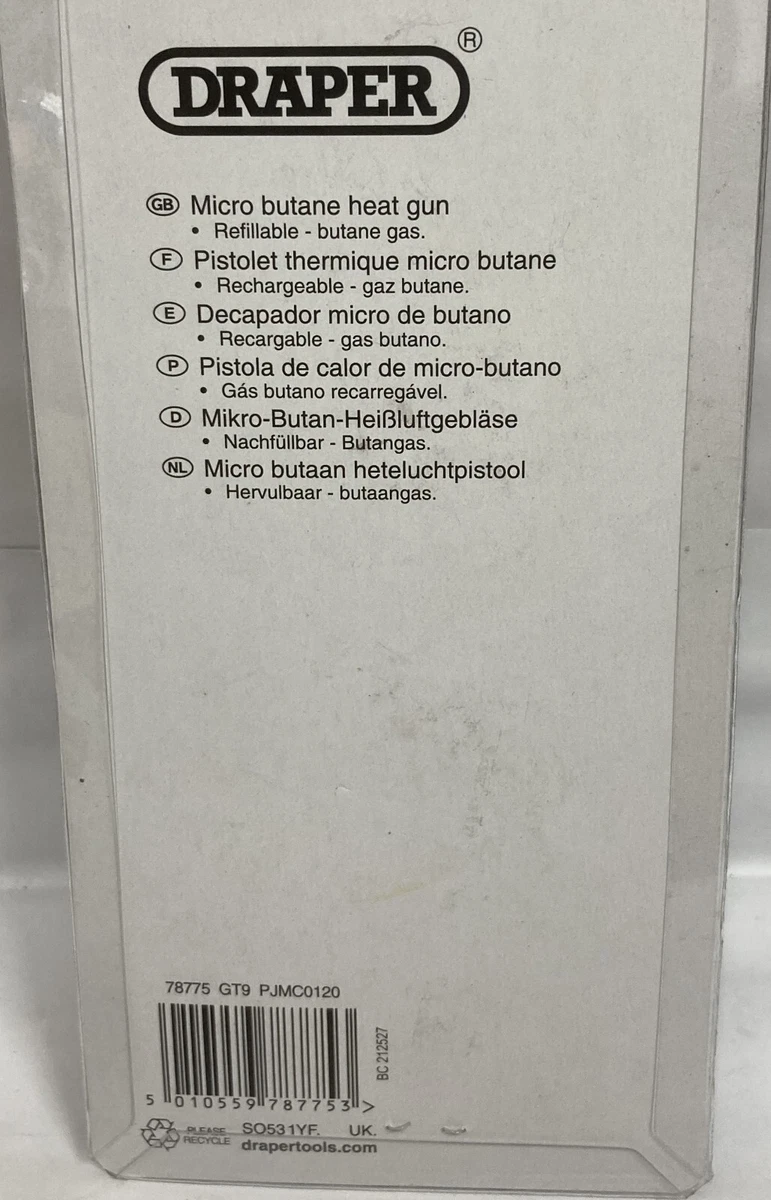 DRAPER®
GB Micro butane heat gun
• Refillable - butane gas.
F Pistolet thermique micro butane
• Rechargeable - gaz butane.
E Decapador micro de butano
• Recargable - gas butano.
P Pistola de calor de micro-butano
• Gás butano recarregável.
D Mikro-Butan-Heißluftgebläse
• Nachfüllbar - Butangas.
NL Micro butaan heteluchtpistool
• Hervulbaar - butaangas.
78775 GT9 PJMC0120
BC 212527
5 010559 787753 >
PLEASE RECYCLE
SO53 1YF. UK.
drapertools.com